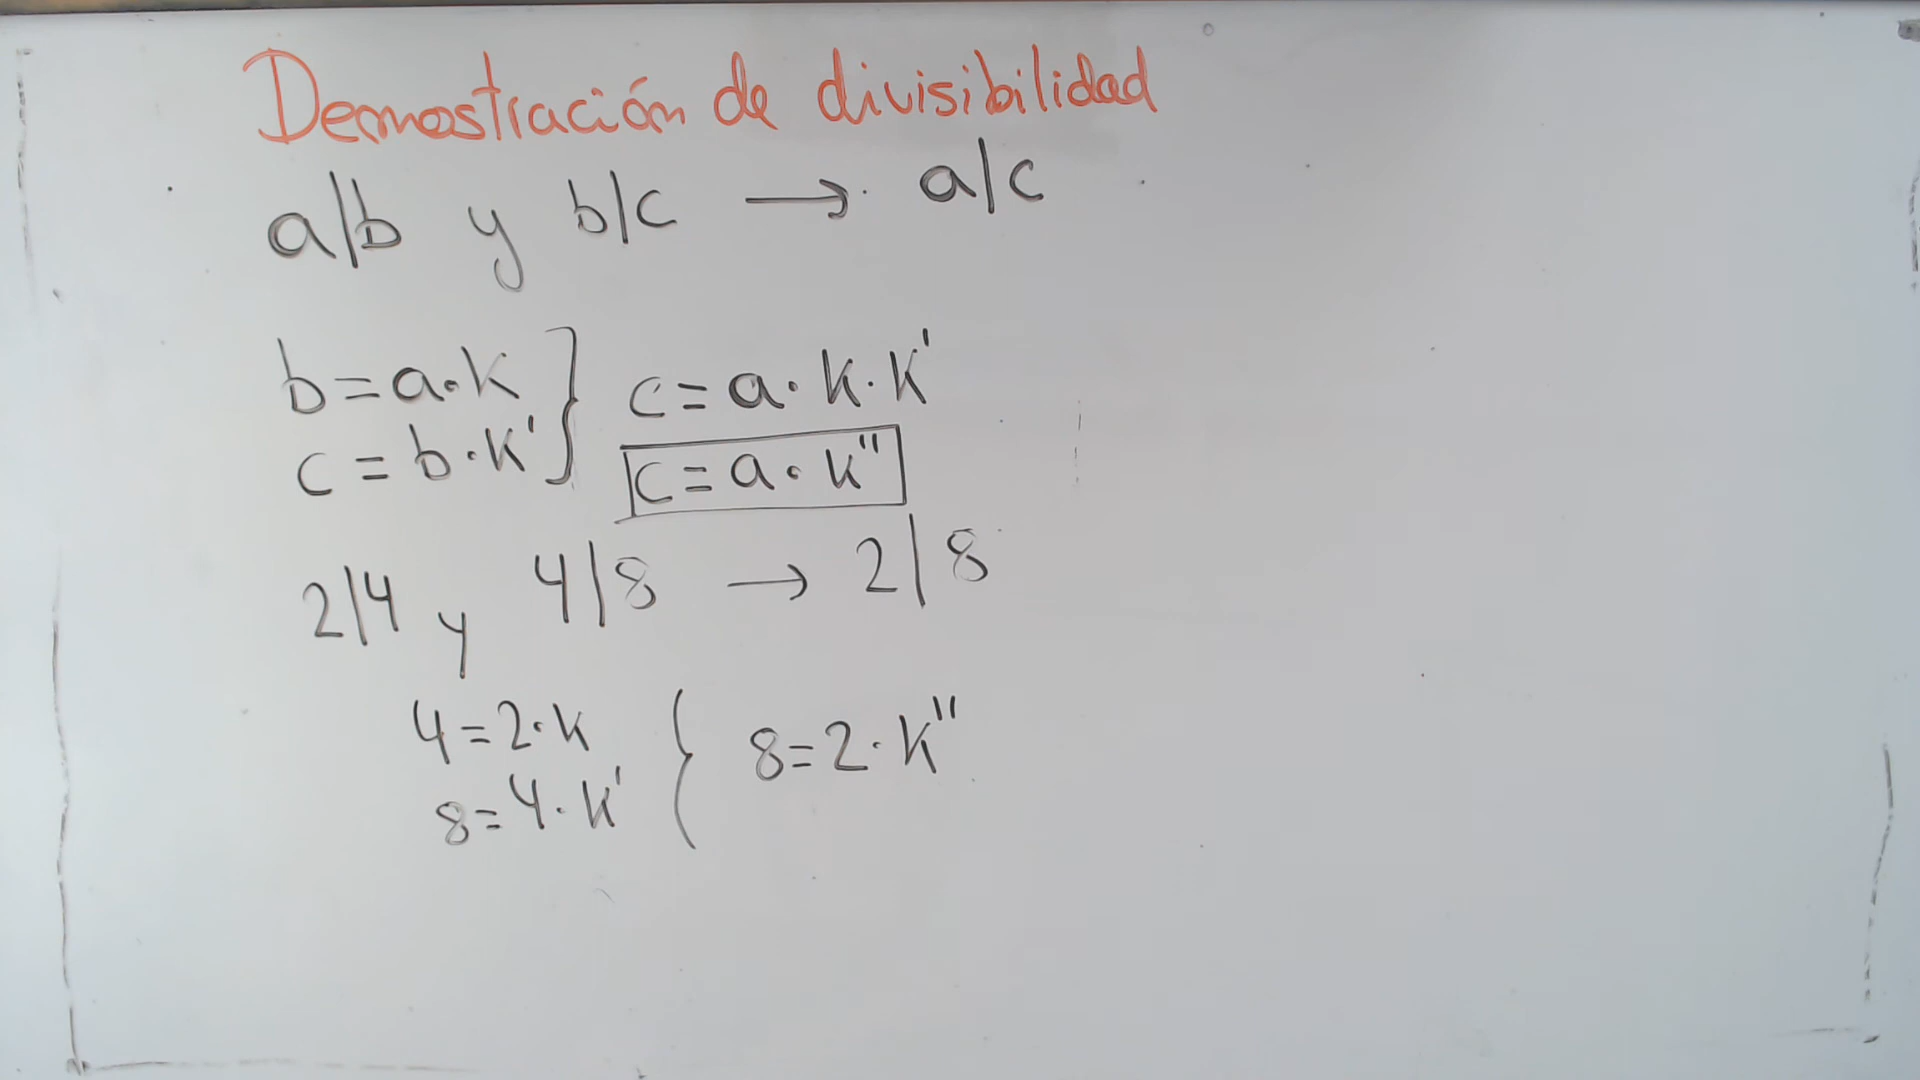 Demostración de divisibilidad
a|b y b|c → a|c
b=a·k } c=a·k·k'
c=b·k' c=a·k''
2|4 y 4|8 → 2|8
4=2·k { 8=2·k''
8=4·k'